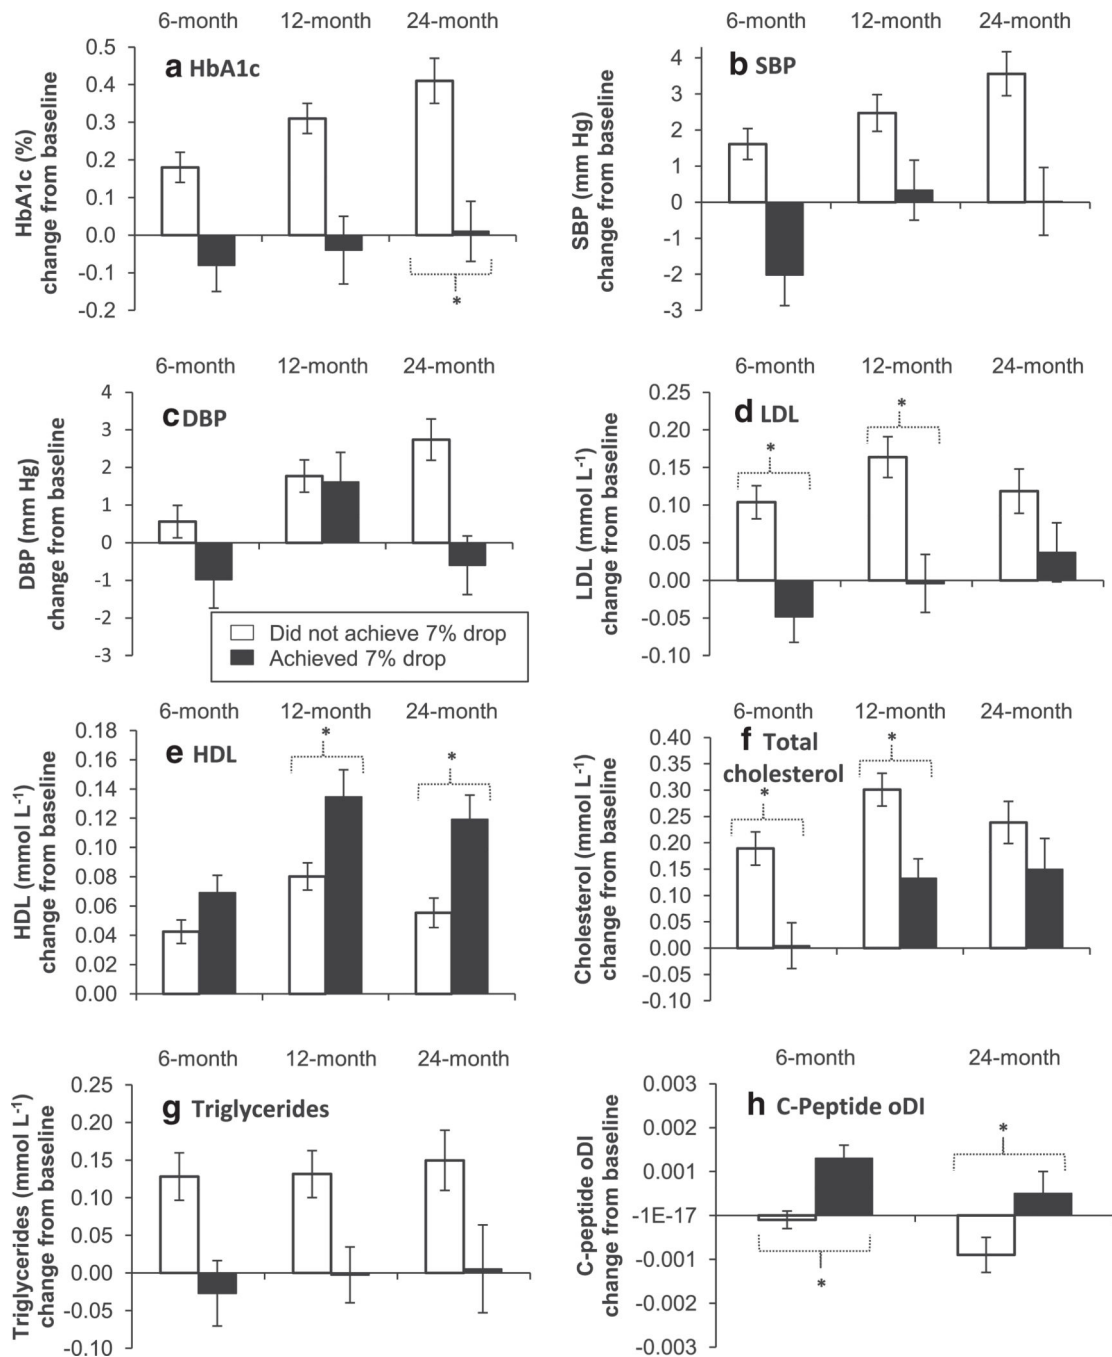 6-month 12-month 24-month
a HbA1c
HbA1c (%)
change from baseline
0.5
0.4
0.3
0.2
0.1
0.0
-0.1
-0.2
*
6-month 12-month 24-month
b SBP
SBP (mm Hg)
change from baseline
4
3
2
1
0
-1
-2
-3
6-month 12-month 24-month
c DBP
DBP (mm Hg)
change from baseline
4
3
2
1
0
-1
-2
-3
Did not achieve 7% drop
Achieved 7% drop
6-month 12-month 24-month
d LDL
LDL (mmol L⁻¹)
change from baseline
0.25
0.20
0.15
0.10
0.05
0.00
-0.05
-0.10
*
*
6-month 12-month 24-month
e HDL
HDL (mmol L⁻¹)
change from baseline
0.18
0.16
0.14
0.12
0.10
0.08
0.06
0.04
0.02
0.00
*
*
6-month 12-month 24-month
f Total
cholesterol
Cholesterol (mmol L⁻¹)
change from baseline
0.40
0.35
0.30
0.25
0.20
0.15
0.10
0.05
0.00
-0.05
-0.10
*
*
6-month 12-month 24-month
g Triglycerides
Triglycerides (mmol L⁻¹)
change from baseline
0.25
0.20
0.15
0.10
0.05
0.00
-0.05
-0.10
6-month 24-month
h C-Peptide oDI
C-peptide oDI
change from baseline
0.003
0.002
0.001
-1E-17
-0.001
-0.002
-0.003
*
*